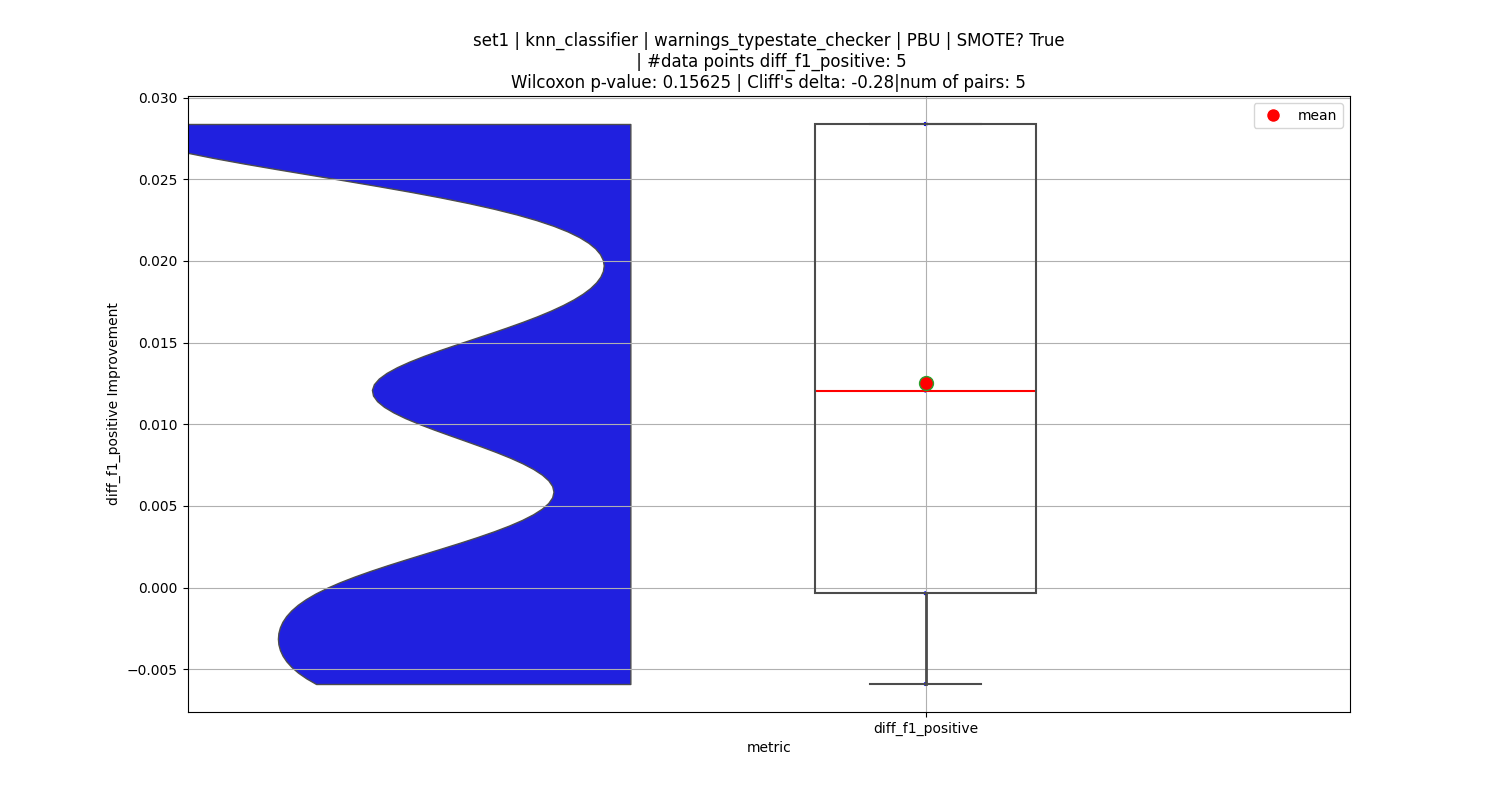 set1 | knn_classifier | warnings_typestate_checker | PBU | SMOTE? True
| #data points diff_f1_positive: 5
Wilcoxon p-value: 0.15625 | Cliff's delta: -0.28|num of pairs: 5
0.030
mean
0.025
0.020
0.015
0.010
0.005
0.000
−0.005
diff_f1_positive Improvement
diff_f1_positive
metric